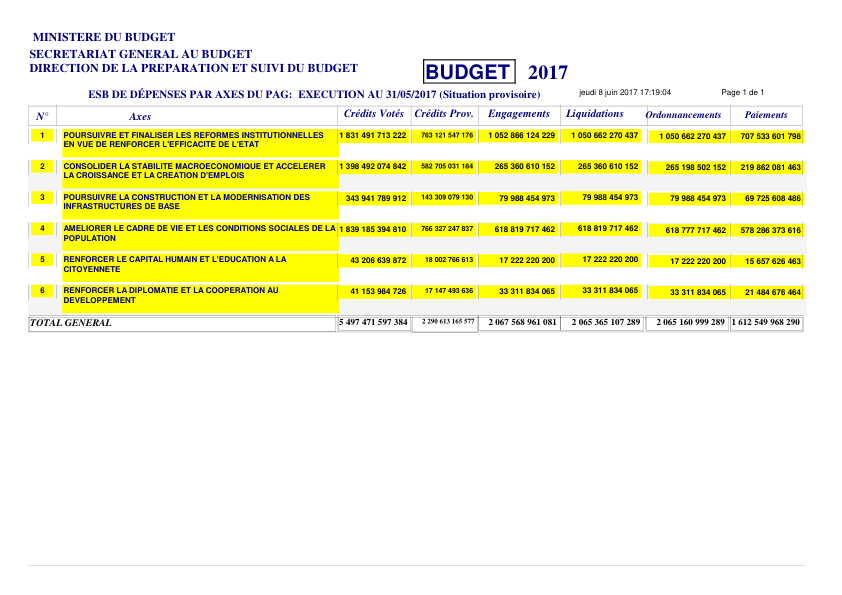 MINISTERE DU BUDGET
SECRETARIAT GENERAL AU BUDGET
DIRECTION DE LA PREPARATION ET SUIVI DU BUDGET
BUDGET 2017
ESB DE DÉPENSES PAR AXES DU PAG: EXECUTION AU 31/05/2017 (Situation provisoire) jeudi 8 juin 2017 17:19:04 Page 1 de 1
N° Axes Crédits Votés Crédits Prov. Engagements Liquidations Ordonnancements Paiements
1 POURSUIVRE ET FINALISER LES REFORMES INSTITUTIONNELLES 1 831 491 713 222 763 121 547 176 1 052 866 124 229 1 050 662 270 437 1 050 662 270 437 707 533 601 798
EN VUE DE RENFORCER L'EFFICACITE DE L'ETAT
2 CONSOLIDER LA STABILITE MACROECONOMIQUE ET ACCELERER 1 398 492 074 842 582 705 031 184 265 360 610 152 265 360 610 152 265 198 502 152 219 862 081 463
LA CROISSANCE ET LA CREATION D'EMPLOIS
3 POURSUIVRE LA CONSTRUCTION ET LA MODERNISATION DES 343 941 789 912 143 309 079 130 79 988 454 973 79 988 454 973 79 988 454 973 69 725 608 486
INFRASTRUCTURES DE BASE
4 AMELIORER LE CADRE DE VIE ET LES CONDITIONS SOCIALES DE LA 1 839 185 394 810 766 327 247 837 618 819 717 462 618 819 717 462 618 777 717 462 578 286 373 616
POPULATION
5 RENFORCER LE CAPITAL HUMAIN ET L'EDUCATION A LA 43 206 639 872 18 002 766 613 17 222 220 200 17 222 220 200 17 222 220 200 15 657 626 463
CITOYENNETE
6 RENFORCER LA DIPLOMATIE ET LA COOPERATION AU 41 153 984 726 17 147 493 636 33 311 834 065 33 311 834 065 33 311 834 065 21 484 676 464
DEVELOPPEMENT
TOTAL GENERAL 5 497 471 597 384 2 290 613 165 577 2 067 568 961 081 2 065 365 107 289 2 065 160 999 289 1 612 549 968 290